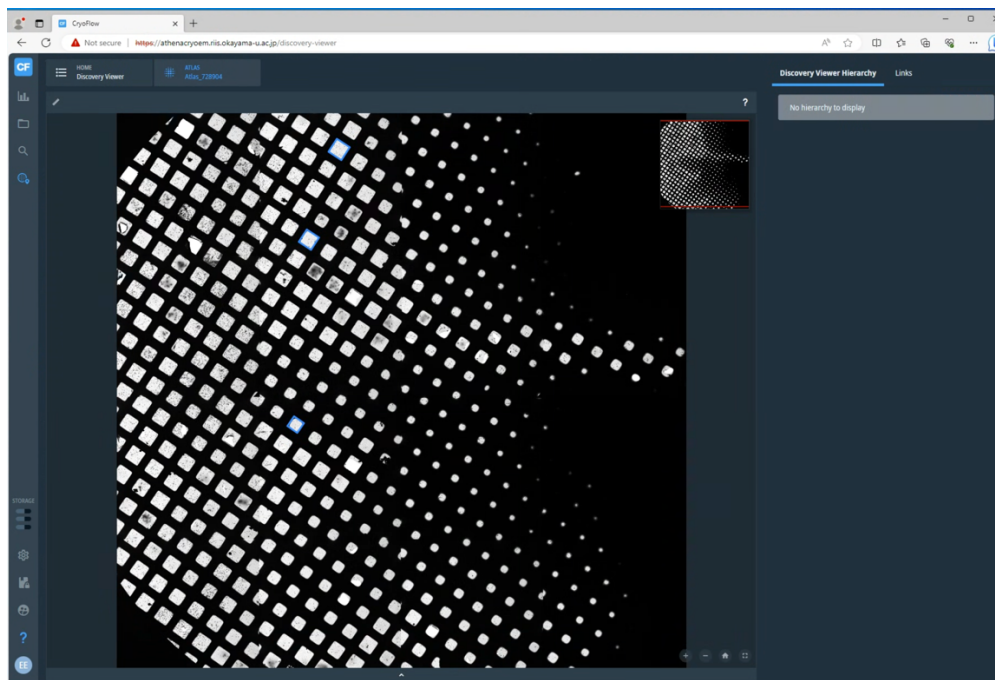 CryoFlow
Not secure | https://athenacryoem.riis.okayama-u.ac.jp/discovery-viewer
CF
HOME
Discovery Viewer
ATLAS
Atlas_728904
Discovery Viewer Hierarchy
Links
No hierarchy to display
?
STORAGE
?
EE